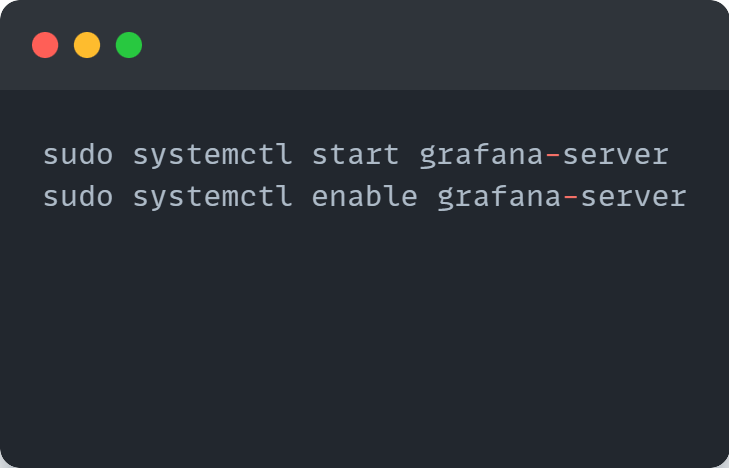 sudo systemctl start grafana-server
sudo systemctl enable grafana-server